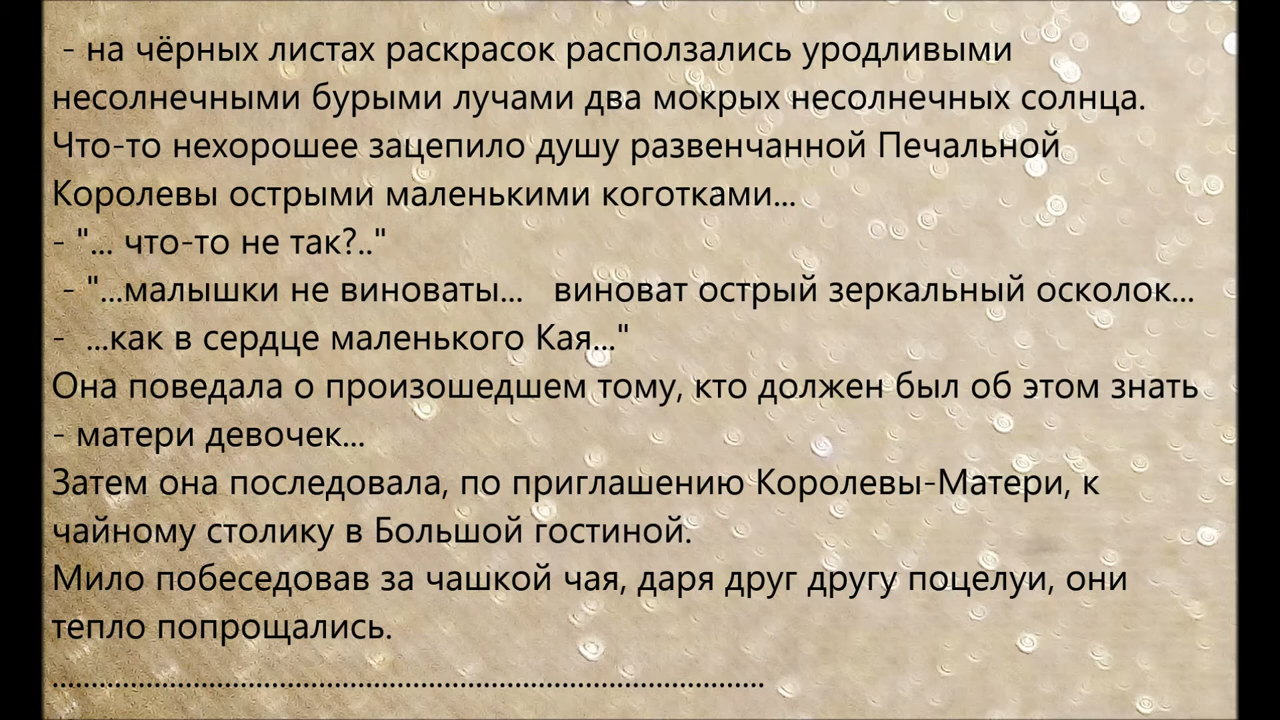 - на чёрных листах раскрасок расползались уродливыми
несолнечными бурыми лучами два мокрых несолнечных солнца.
Что-то нехорошее зацепило душу развенчанной Печальной
Королевы острыми маленькими коготками...
- "... что-то не так?.."
- "...малышки не виноваты...   виноват острый зеркальный осколок...
-  ...как в сердце маленького Кая..."
Она поведала о произошедшем тому, кто должен был об этом знать
- матери девочек...
Затем она последовала, по приглашению Королевы-Матери, к
чайному столику в Большой гостиной.
Мило побеседовав за чашкой чая, даря друг другу поцелуи, они
тепло попрощались.
................................................................................